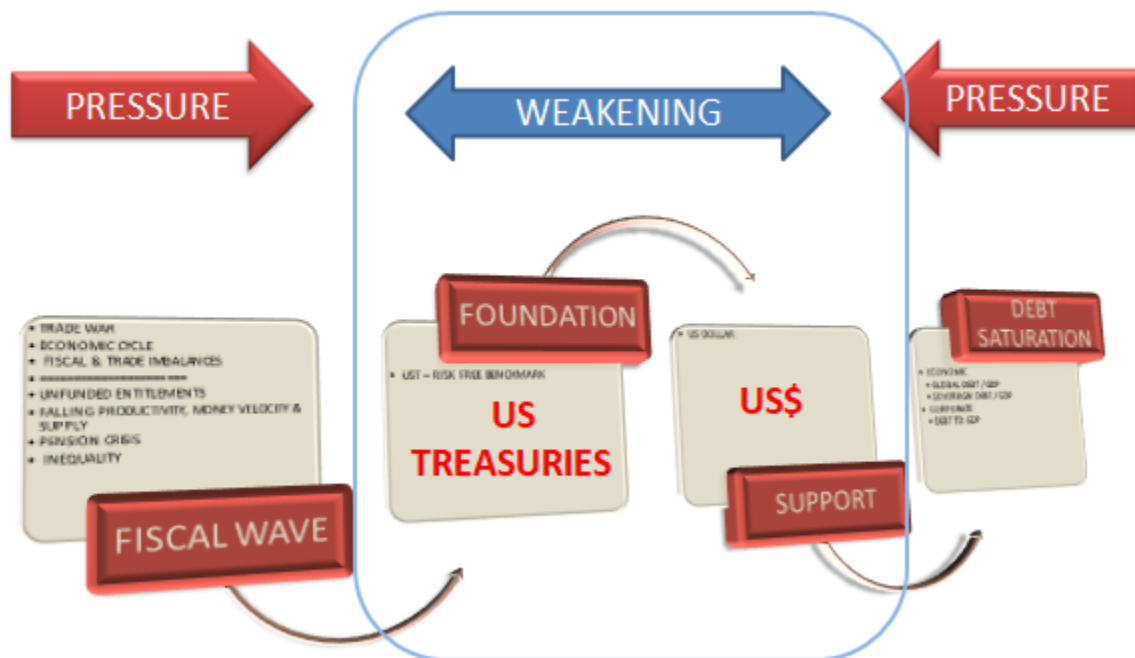 PRESSURE
WEAKENING
PRESSURE
• TRADE WAR
• ECONOMIC CYCLE
• FISCAL & TRADE IMBALANCES
• ====================
• UNFUNDED ENTITLEMENTS
• FALLING PRODUCTIVITY, MONEY VELOCITY &
SUPPLY
• PENSION CRISIS
• INEQUALITY
FISCAL WAVE
FOUNDATION
• UST – RISK FREE BENCHMARK
US
TREASURIES
• US DOLLAR
US$
SUPPORT
DEBT
SATURATION
• ECONOMIC
• GLOBAL DEBT / GDP
• SOVEREIGN DEBT / GDP
• CORPORATE
• DEBT TO GDP